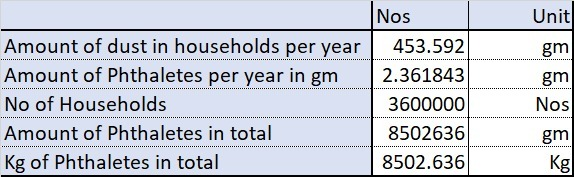 Nos Unit
Amount of dust in households per year 453.592 gm
Amount of Phthaletes per year in gm 2.361843 gm
No of Households 3600000 Nos
Amount of Phthaletes in total 8502636 gm
Kg of Phthaletes in total 8502.636 Kg